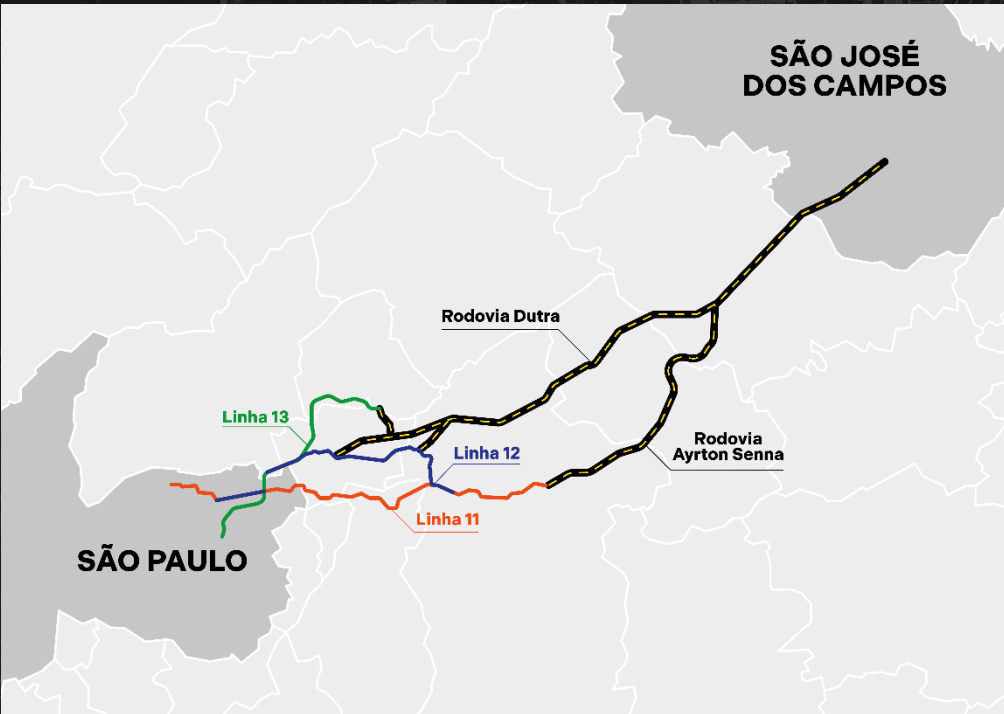 SÃO JOSÉ
DOS CAMPOS
Rodovia Dutra
Linha 13
Rodovia
Ayrton Senna
Linha 12
Linha 11
SÃO PAULO